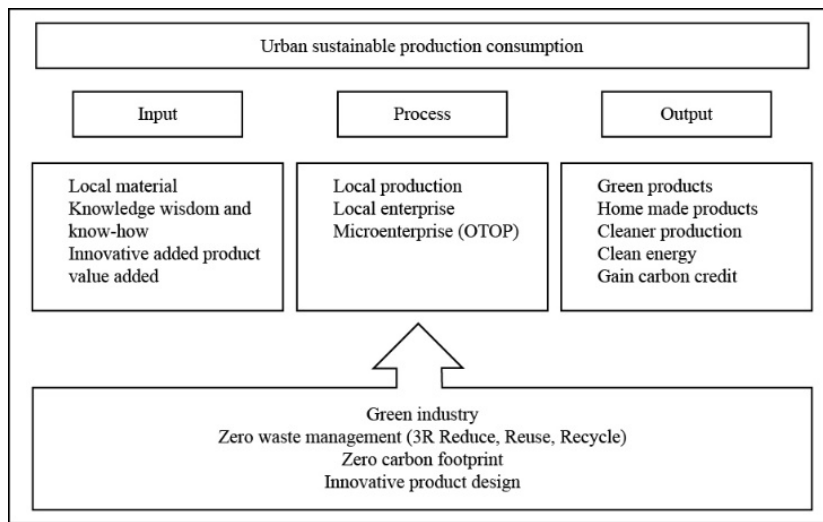 Urban sustainable production consumption
Input
Process
Output
Local material
Knowledge wisdom and
know-how
Innovative added product
value added
Local production
Local enterprise
Microenterprise (OTOP)
Green products
Home made products
Cleaner production
Clean energy
Gain carbon credit
Green industry
Zero waste management (3R Reduce, Reuse, Recycle)
Zero carbon footprint
Innovative product design